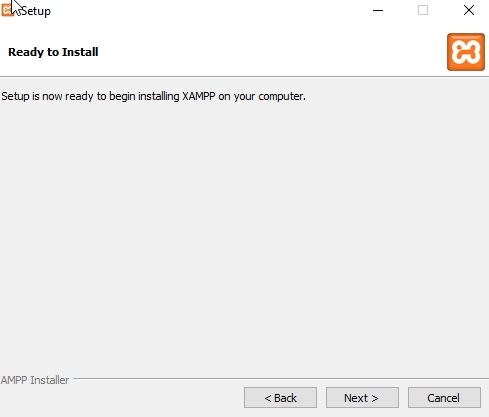 Setup
Ready to Install
Setup is now ready to begin installing XAMPP on your computer.
AMPP Installer
< Back
Next >
Cancel